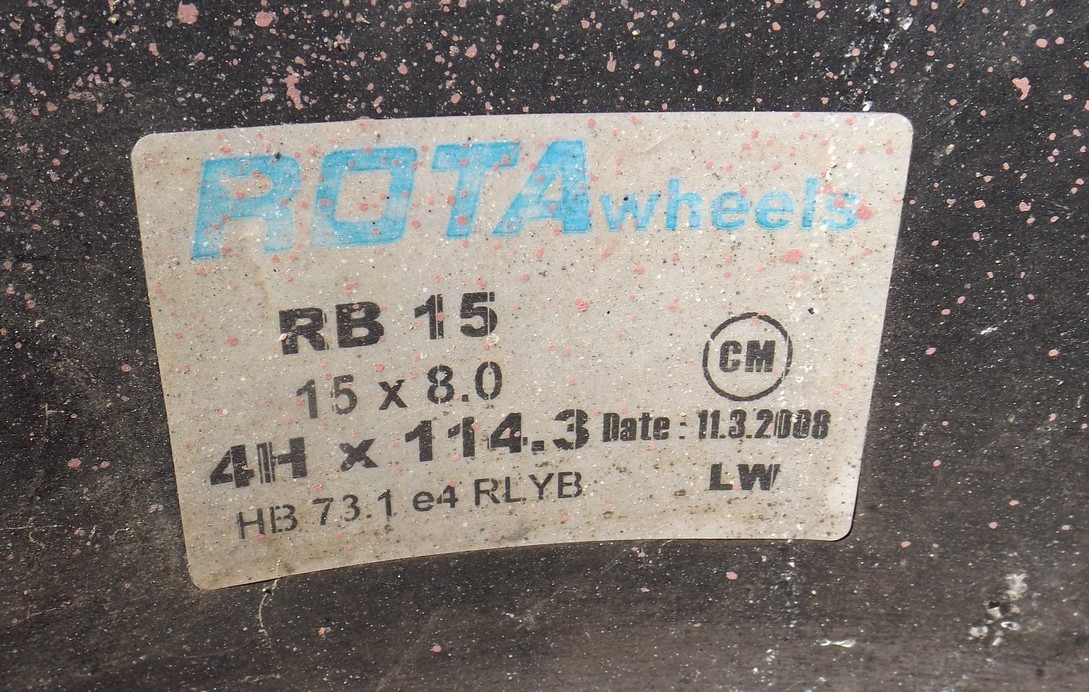 ROTA wheels
RB 15
15 x 8.0
4H x 114.3
HB 73.1 e4 RLYB
CM
Date : 11.3.2008
LW